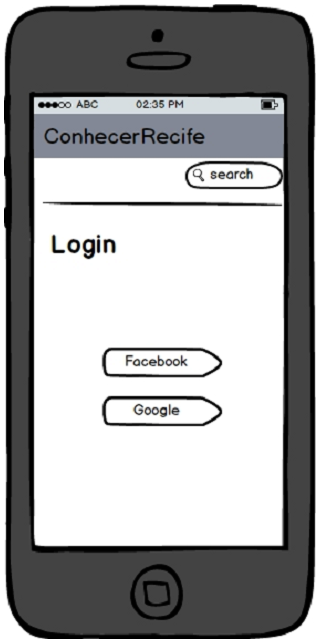 ABC 02:35 PM
ConhecerRecife
search
Login
Facebook
Google